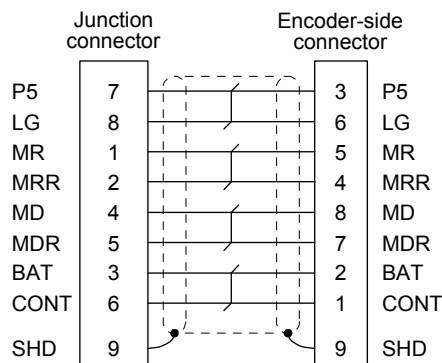 Junction connector
Encoder-side connector
P5 7 3 P5
LG 8 6 LG
MR 1 5 MR
MRR 2 4 MRR
MD 4 8 MD
MDR 5 7 MDR
BAT 3 2 BAT
CONT 6 1 CONT
SHD 9 9 SHD